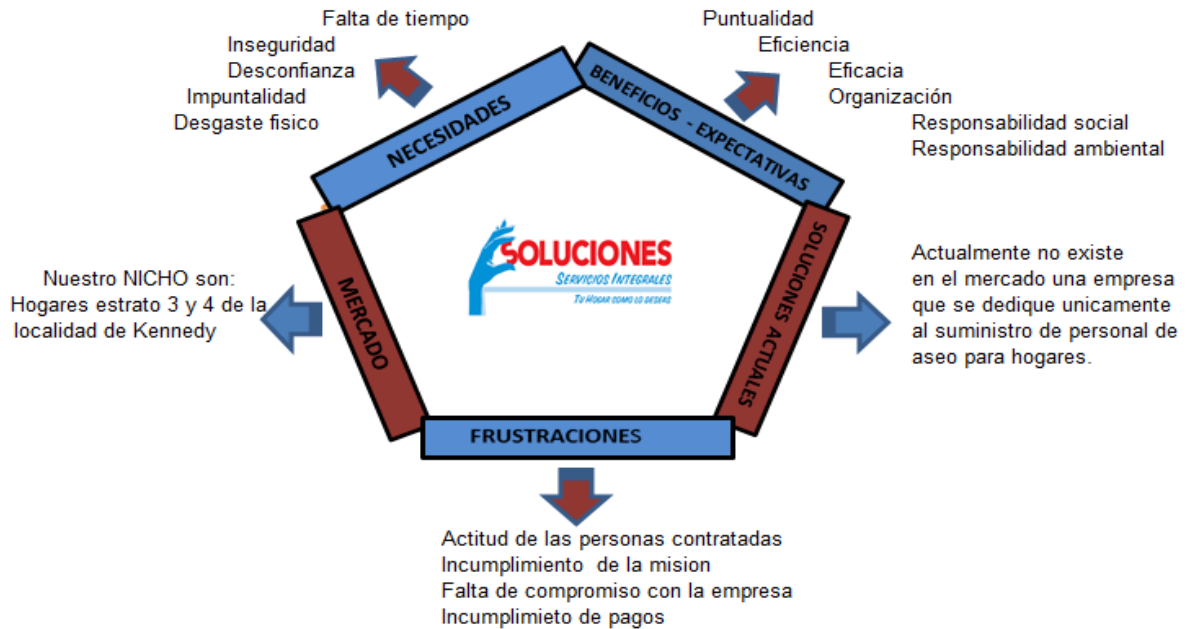 Falta de tiempo
Inseguridad
Desconfianza
Impuntalidad
Desgaste fisico
NECESIDADES
Puntualidad
Eficiencia
Eficacia
Organización
Responsabilidad social
Responsabilidad ambiental
BENEFICIOS - EXPECTATIVAS
SOLUCIONES
SERVICIOS INTEGRALES
TU HOGAR COMO LO DESEAS
Nuestro NICHO son:
Hogares estrato 3 y 4 de la
localidad de Kennedy
MERCADO
SOLUCIONES ACTUALES
Actualmente no existe
en el mercado una empresa
que se dedique unicamente
al suministro de personal de
aseo para hogares.
FRUSTRACIONES
Actitud de las personas contratadas
Incumplimiento de la mision
Falta de compromiso con la empresa
Incumplimieto de pagos